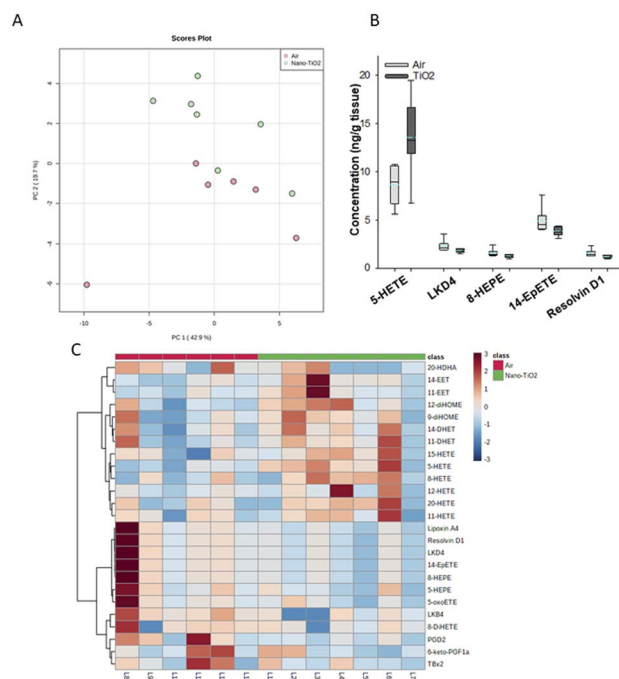 A
Scores Plot
Air
Nano-TiO2
4
2
0
-2
-4
-6
PC 2 ( 19.7 %)
-10
-5
0
5
PC 1 ( 42.9 %)
B
Air
TiO2
20
15
10
5
0
Concentration (ng/g tissue)
5-HETE
LKD4
8-HEPE
14-EpETE
Resolvin D1
C
class
20-HDHA
14-EET
11-EET
12-diHOME
9-diHOME
14-DHET
11-DHET
15-HETE
5-HETE
8-HETE
12-HETE
20-HETE
11-HETE
Lipoxin A4
Resolvin D1
LKD4
14-EpETE
8-HEPE
5-HEPE
5-oxoETE
LKB4
8-DiHETE
PGD2
6-keto-PGF1a
TBx2
3
2
1
0
-1
-2
-3
class
Air
Nano-TiO2